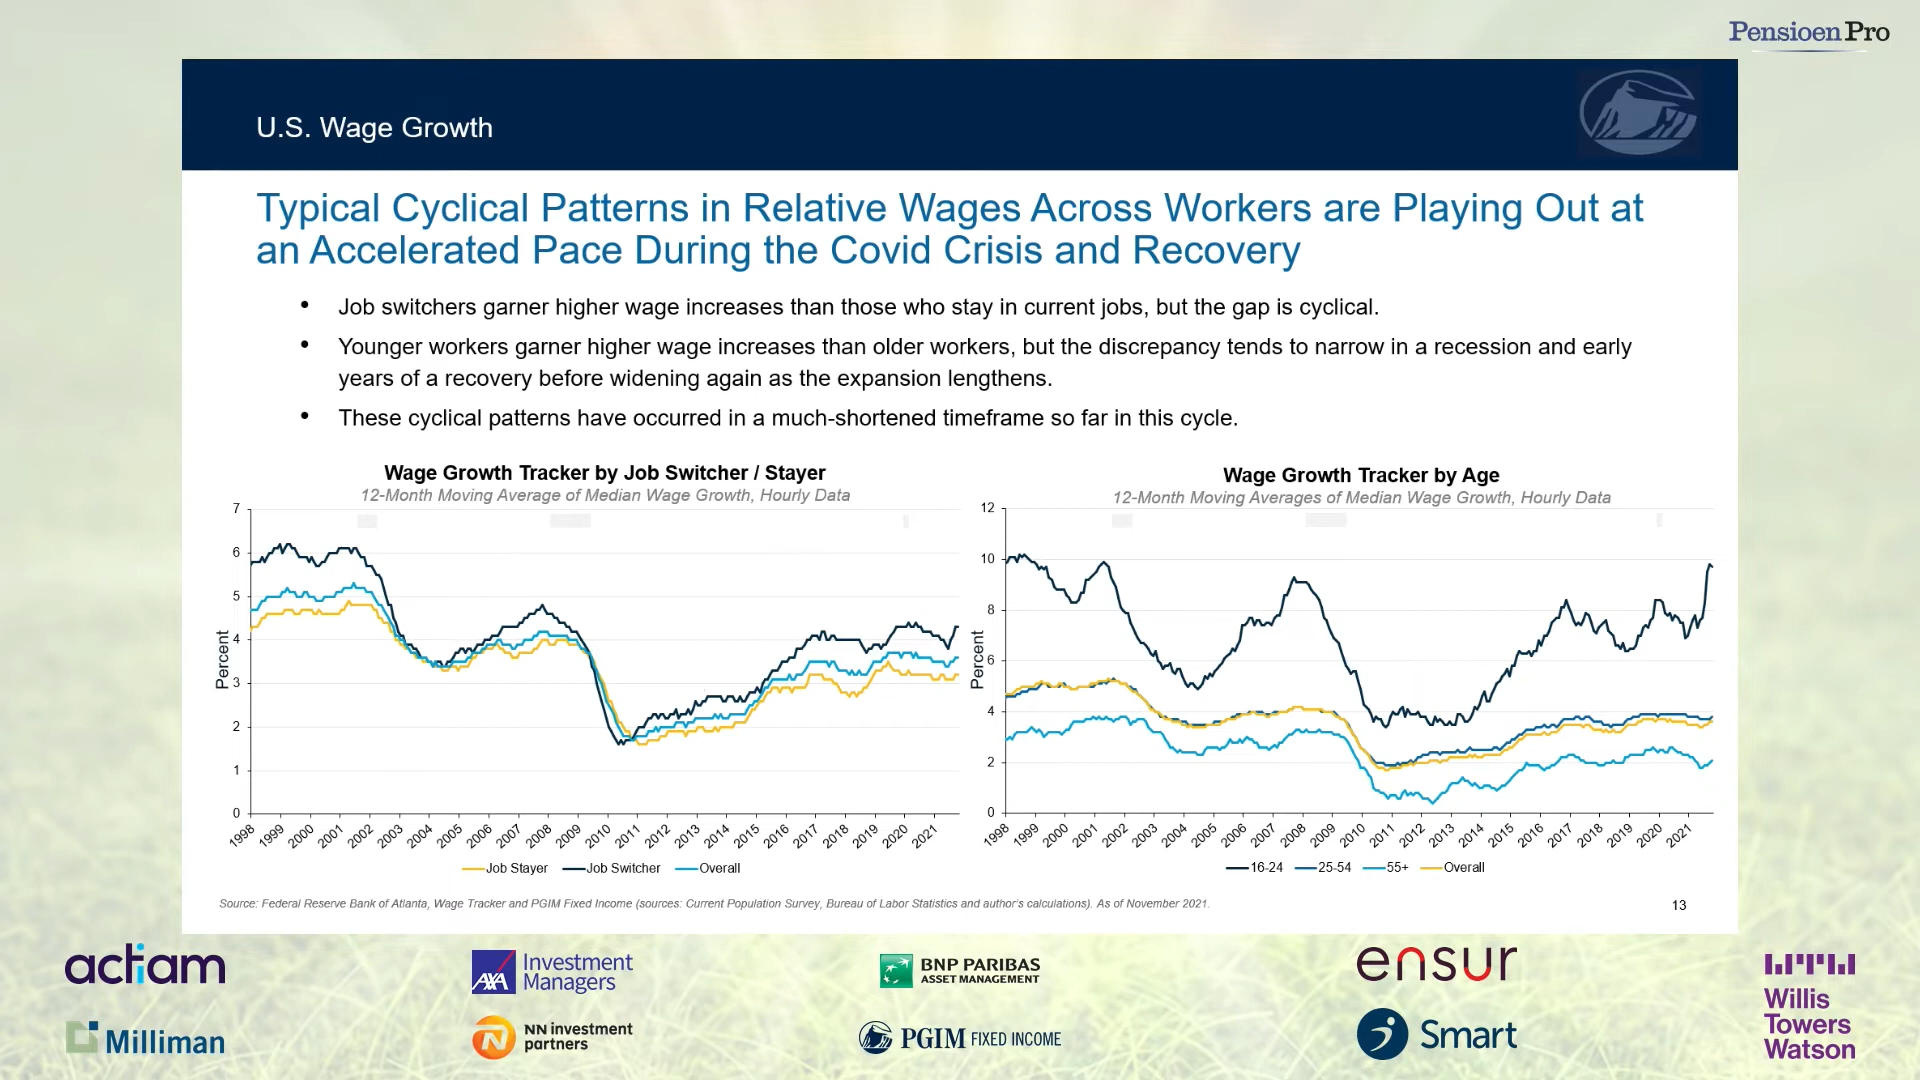 Pensioen Pro
U.S. Wage Growth
Typical Cyclical Patterns in Relative Wages Across Workers are Playing Out at
an Accelerated Pace During the Covid Crisis and Recovery
• Job switchers garner higher wage increases than those who stay in current jobs, but the gap is cyclical.
• Younger workers garner higher wage increases than older workers, but the discrepancy tends to narrow in a recession and early
years of a recovery before widening again as the expansion lengthens.
• These cyclical patterns have occurred in a much-shortened timeframe so far in this cycle.
Wage Growth Tracker by Job Switcher / Stayer
12-Month Moving Average of Median Wage Growth, Hourly Data
7
6
5
4
3
2
1
0
Percent
1998 1999 2000 2001 2002 2003 2004 2005 2006 2007 2008 2009 2010 2011 2012 2013 2014 2015 2016 2017 2018 2019 2020 2021
Job Stayer Job Switcher Overall
Wage Growth Tracker by Age
12-Month Moving Averages of Median Wage Growth, Hourly Data
12
10
8
6
4
2
0
Percent
1998 1999 2000 2001 2002 2003 2004 2005 2006 2007 2008 2009 2010 2011 2012 2013 2014 2015 2016 2017 2018 2019 2020 2021
16-24 25-54 55+ Overall
Source: Federal Reserve Bank of Atlanta, Wage Tracker and PGIM Fixed Income (sources: Current Population Survey, Bureau of Labor Statistics and author's calculations). As of November 2021.
13
actiam
AXA Investment
Managers
BNP PARIBAS
ASSET MANAGEMENT
ensur
WTW
Willis
Towers
Watson
Milliman
NN investment
partners
PGIM FIXED INCOME
Smart